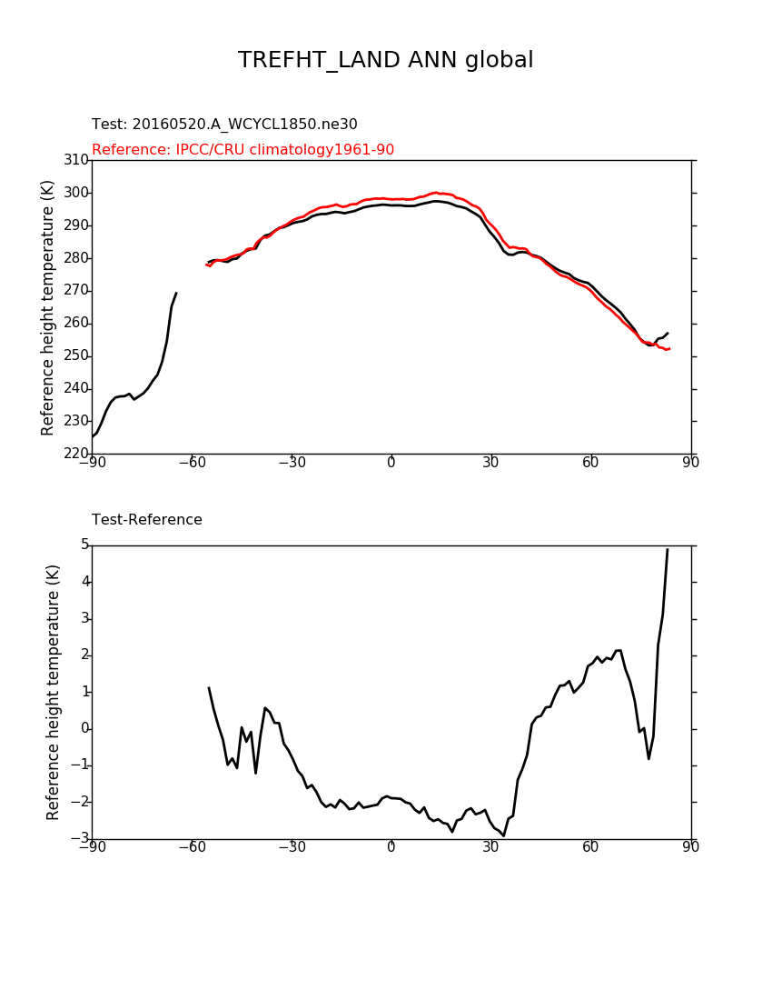 TREFHT_LAND ANN global
Test: 20160520.A_WCYCL1850.ne30
Reference: IPCC/CRU climatology1961-90
Reference height temperature (K)
310
300
290
280
270
260
250
240
230
220
−90 −60 −30 0 30 60 90
Test-Reference
Reference height temperature (K)
5
4
3
2
1
0
−1
−2
−3
−90 −60 −30 0 30 60 90